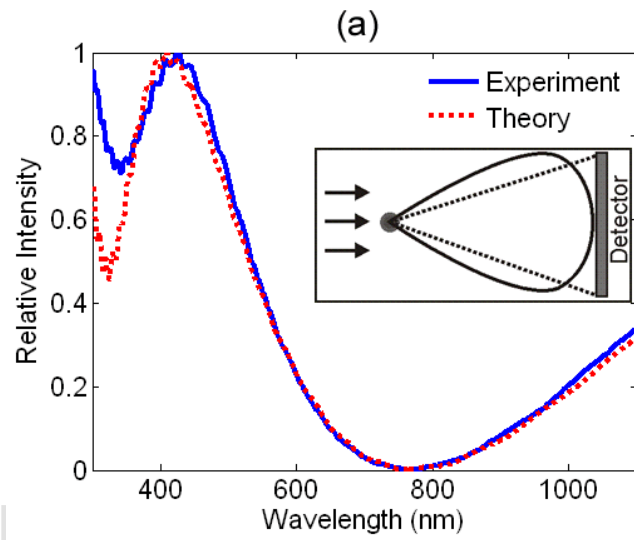 (a)
Relative Intensity
1
0.8
0.6
0.4
0.2
0
Experiment
Theory
Detector
400 600 800 1000
Wavelength (nm)